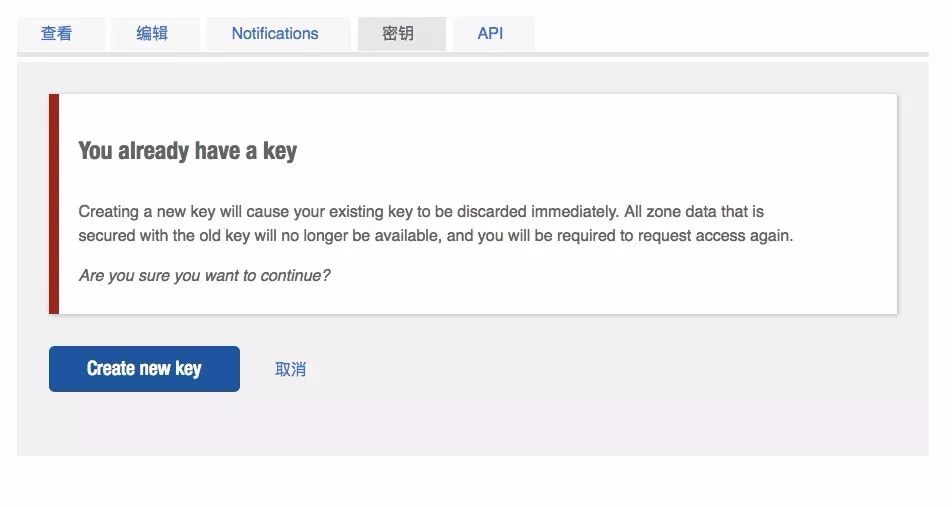 查看 编辑 Notifications 密钥 API
You already have a key
Creating a new key will cause your existing key to be discarded immediately. All zone data that is
secured with the old key will no longer be available, and you will be required to request access again.
Are you sure you want to continue?
Create new key 取消